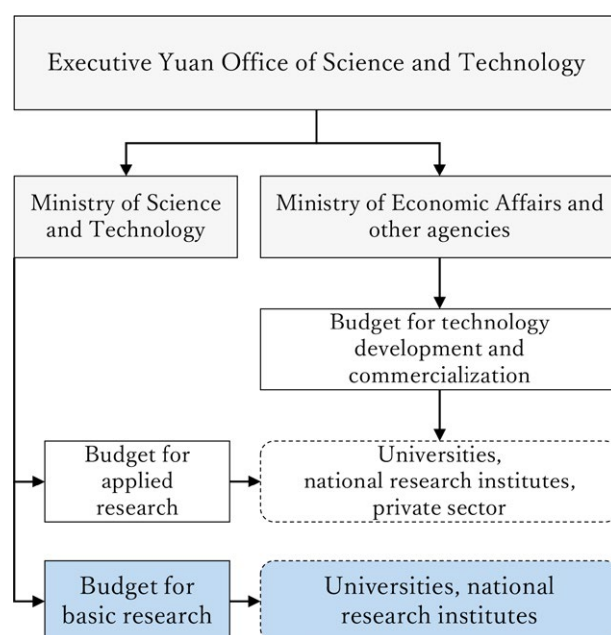 Executive Yuan Office of Science and Technology
Ministry of Science
and Technology
Ministry of Economic Affairs and
other agencies
Budget for technology
development and
commercialization
Budget for
applied
research
Universities,
national research institutes,
private sector
Budget for
basic research
Universities, national
research institutes